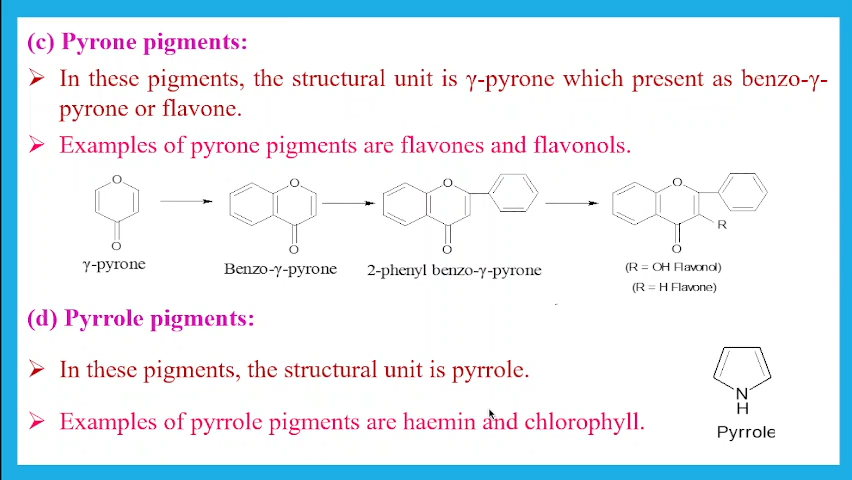 (c) Pyrone pigments:
➢ In these pigments, the structural unit is γ-pyrone which present as benzo-γ-
pyrone or flavone.
➢ Examples of pyrone pigments are flavones and flavonols.
O
O
γ-pyrone
O
O
Benzo-γ-pyrone
O
O
2-phenyl benzo-γ-pyrone
O
R
O
(R = OH Flavonol)
(R = H Flavone)
(d) Pyrrole pigments:
➢ In these pigments, the structural unit is pyrrole.
➢ Examples of pyrrole pigments are haemin and chlorophyll.
N
H
Pyrrole